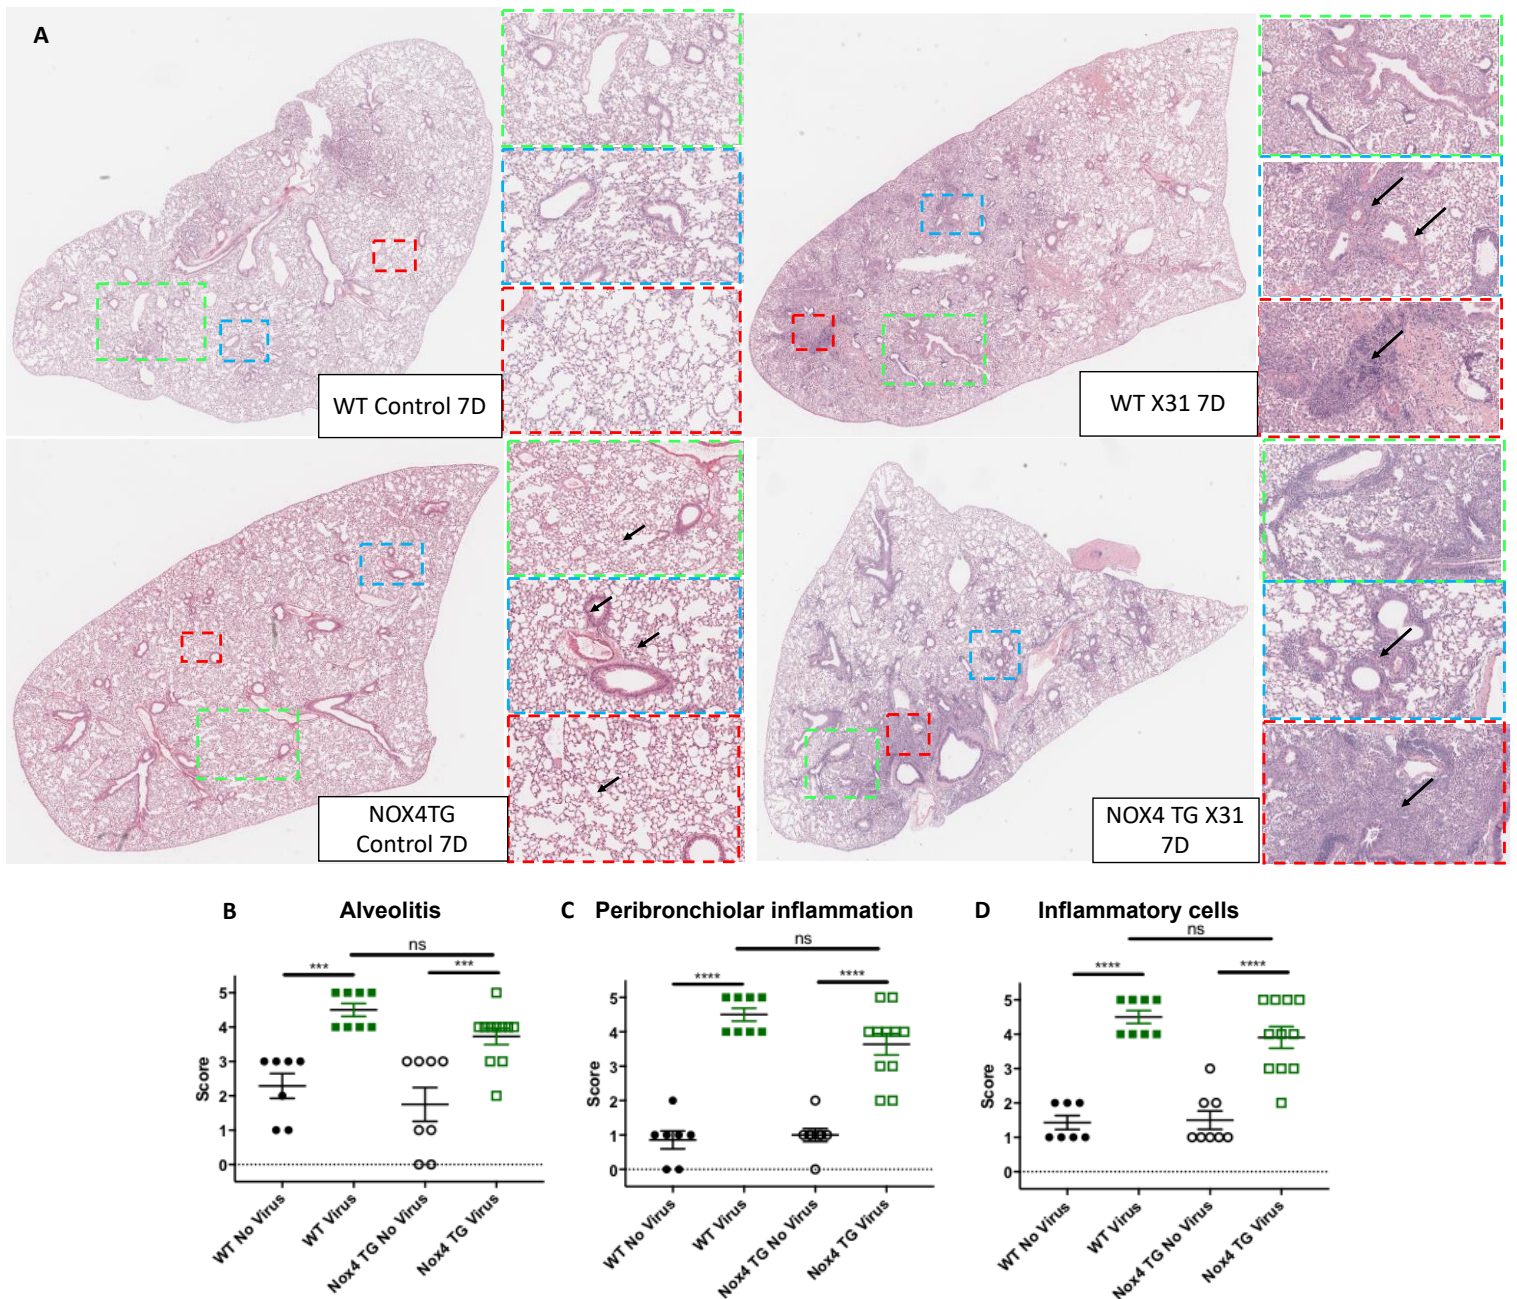 A
WT Control 7D
WT X31 7D
NOX4TG
Control 7D
NOX4 TG X31
7D
B Alveolitis
ns
***
***
Score
5
4
3
2
1
0
WT No Virus
WT Virus
Nox4 TG No Virus
Nox4 TG Virus
C Peribronchiolar inflammation
ns
****
****
Score
5
4
3
2
1
0
WT No Virus
WT Virus
Nox4 TG No Virus
Nox4 TG Virus
D Inflammatory cells
ns
****
****
Score
5
4
3
2
1
0
WT No Virus
WT Virus
Nox4 TG No Virus
Nox4 TG Virus